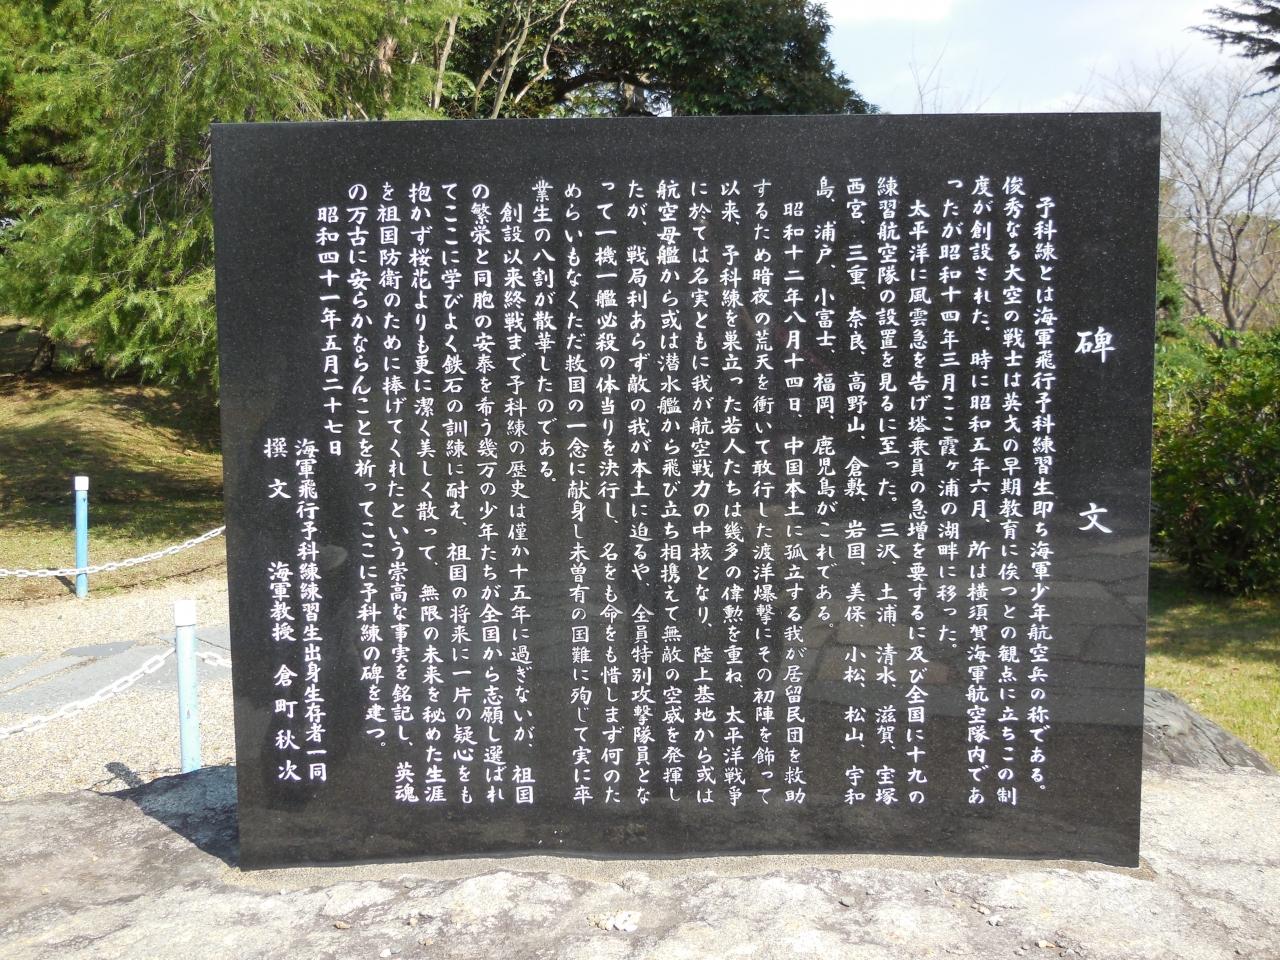 碑 文
予科練とは海軍飛行予科練習生即ち海軍少年航空兵の称である。
俊秀なる大空の戦士は英才の早期教育に俟つとの観点に立ちこの制
度が創設された。時に昭和五年六月、所は横須賀海軍航空隊内であ
ったが昭和十四年三月ここ霞ヶ浦の湖畔に移った。
太平洋に風雲急を告げ搭乗員の急増を要するに及び全国に十九の
練習航空隊の設置を見るに至った。三沢、土浦、清水、滋賀、宝塚
西宮、三重、奈良、高野山、倉敷、岩国、美保、小松、松山、宇和
島、浦戸、小富士、福岡、鹿児島がこれである。
昭和十二年八月十四日、中国本土に孤立する我が居留民団を救助
するため暗夜の荒天を衝いて敢行した渡洋爆撃にその初陣を飾って
以来、予科練を巣立った若人たちは幾多の偉勲を重ね、太平洋戦争
に於ては名実ともに我が航空戦力の中核となり、陸上基地から或は
航空母艦から或は潜水艦から飛び立ち相携えて無敵の空威を発揮し
たが、戦局利あらず敵の我が本土に迫るや、全員特別攻撃隊員とな
って一機一艦必殺の体当りを決行し、名をも命をも惜しまず何のた
めらいもなくただ救国の一念に献身し未曽有の国難に殉じて実に卒
業生の八割が散華したのである。
創設以来終戦まで予科練の歴史は僅か十五年に過ぎないが、祖国
の繁栄と同胞の安泰を希う幾万の少年たちが全国から志願し選ばれ
てここに学びよく鉄石の訓練に耐え、祖国の将来に一片の疑心をも
抱かず桜花よりも更に潔く美しく散って、無限の未来を秘めた生涯
を祖国防衛のために捧げてくれたという崇高な事実を銘記し、英魂
の万古に安らかならんことを祈ってここに予科練の碑を建つ。
昭和四十一年五月二十七日
海軍飛行予科練練習生出身生存者一同
撰文 海軍教授 倉町秋次